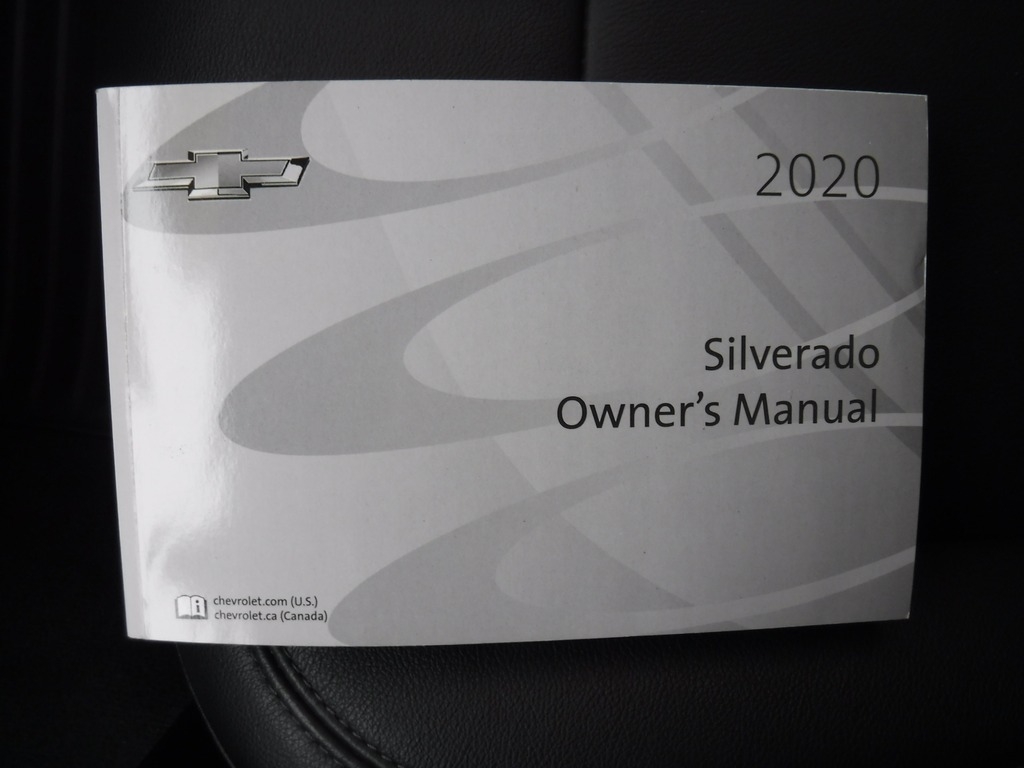 2020
Silverado
Owner's Manual
chevrolet.com (U.S.)
chevrolet.ca (Canada)